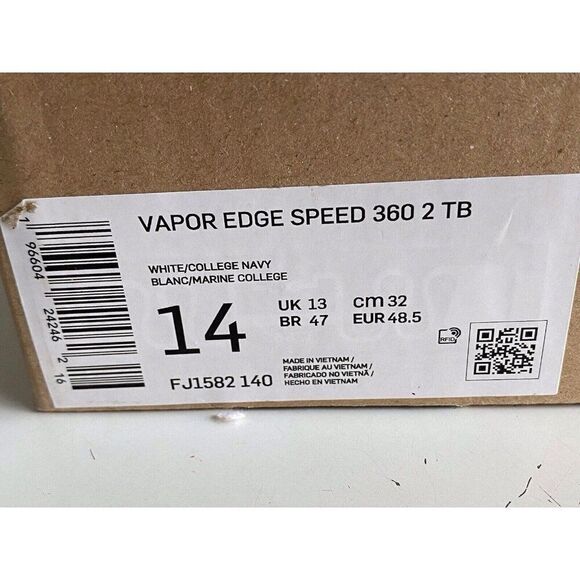 VAPOR EDGE SPEED 360 2 TB
WHITE/COLLEGE NAVY
BLANC/MARINE COLLEGE
14
UK 13
BR 47
cm 32
EUR 48.5
RFID
FJ1582 140
MADE IN VIETNAM /
FABRIQUE AU VIETNAM /
FABRICADO NO VIETNÃ /
HECHO EN VIETNAM
1 96604 24246 2 16